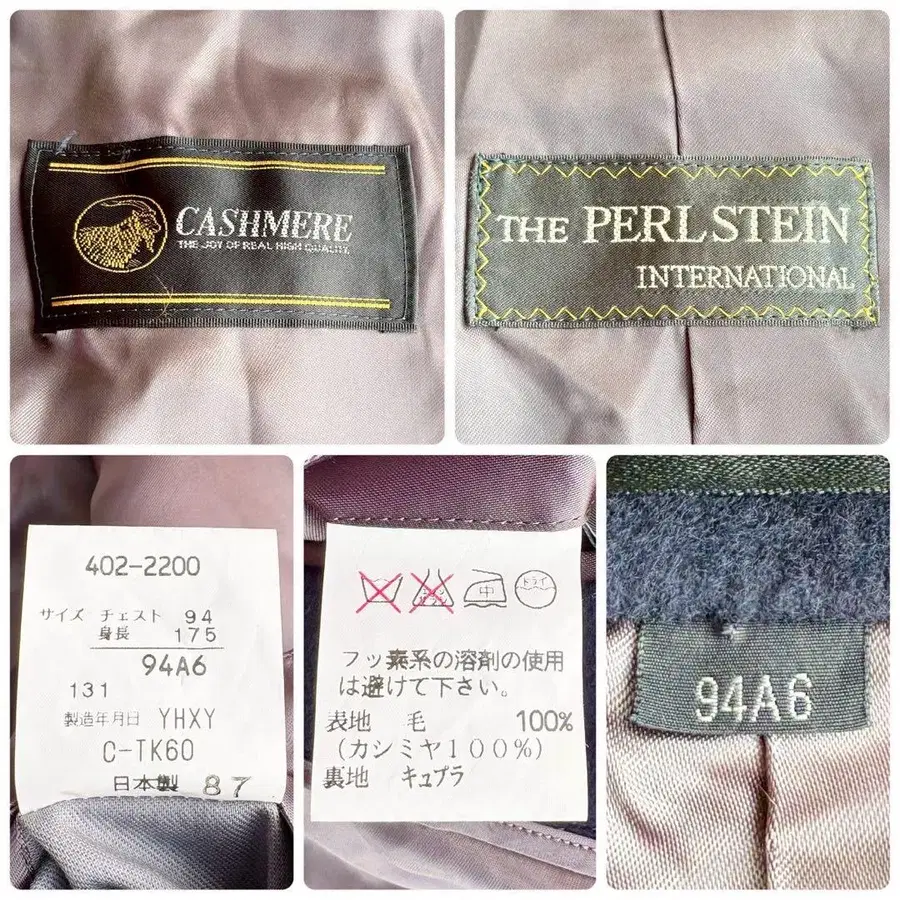 CASHMERE
THE JOY OF REAL HIGH QUALITY.
THE PERLSTEIN
INTERNATIONAL
402-2200
サイズ チェスト 94
身長 175
94A6
131
製造年月日 YHXY
C-TK60
日本製 87
中 ドライ
フッ素系の溶剤の使用
は避けて下さい。
表地 毛 100%
(カシミヤ100%)
裏地 キュプラ
94A6